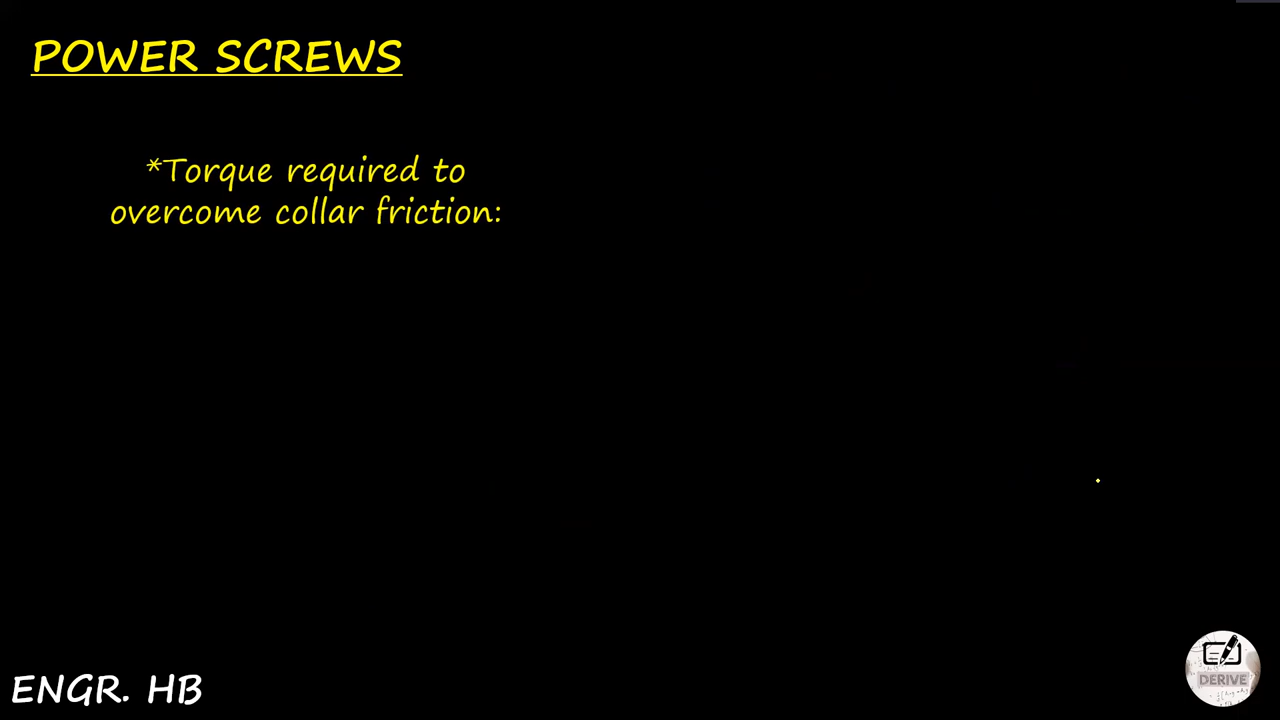 POWER SCREWS
*Torque required to
overcome collar friction:
ENGR. HB
DERIVE